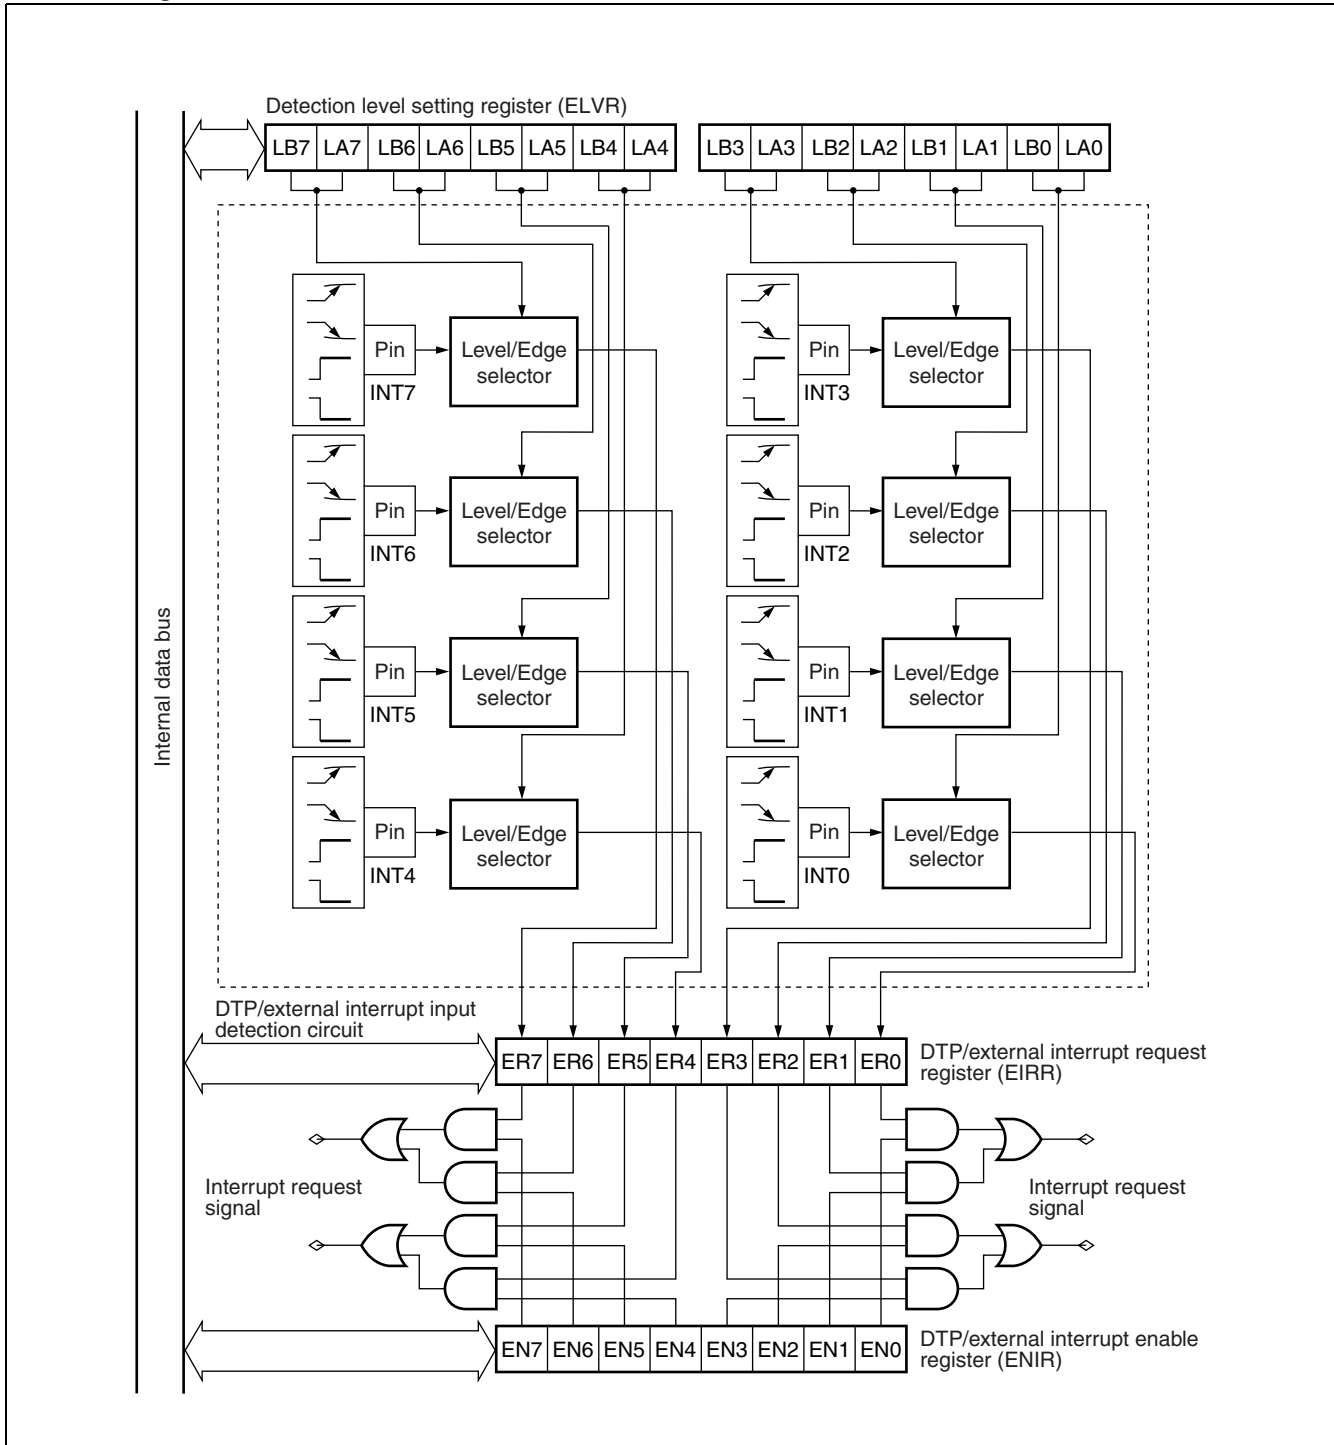 Detection level setting register (ELVR)
LB7 LA7 LB6 LA6 LB5 LA5 LB4 LA4
LB3 LA3 LB2 LA2 LB1 LA1 LB0 LA0
Internal data bus
Pin
INT7
Level/Edge
selector
Pin
INT3
Level/Edge
selector
Pin
INT6
Level/Edge
selector
Pin
INT2
Level/Edge
selector
Pin
INT5
Level/Edge
selector
Pin
INT1
Level/Edge
selector
Pin
INT4
Level/Edge
selector
Pin
INT0
Level/Edge
selector
DTP/external interrupt input
detection circuit
ER7 ER6 ER5 ER4 ER3 ER2 ER1 ER0
DTP/external interrupt request
register (EIRR)
Interrupt request
signal
Interrupt request
signal
EN7 EN6 EN5 EN4 EN3 EN2 EN1 EN0
DTP/external interrupt enable
register (ENIR)